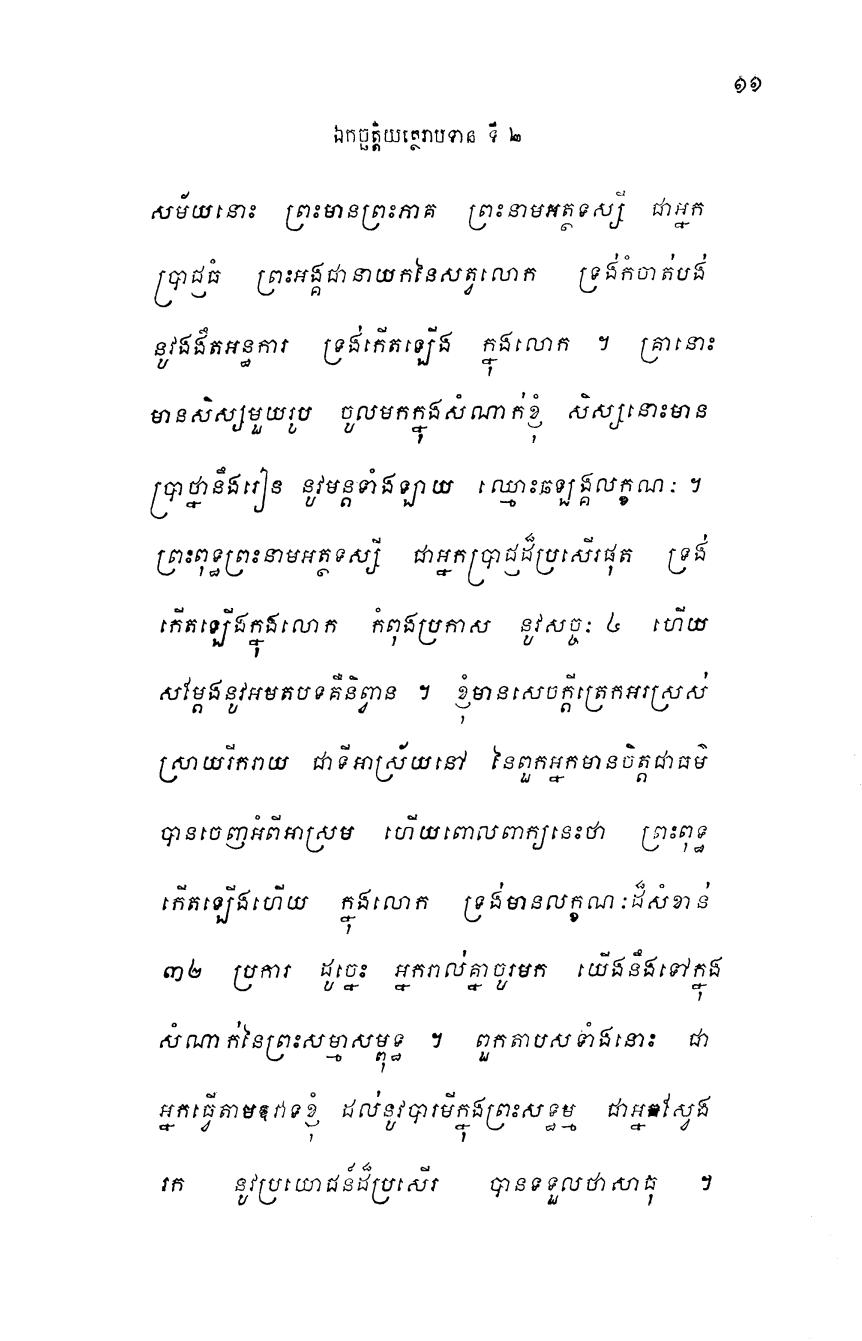 ១១
ឯកច្ឆត្តិយត្ថេរាបទាន ទី ២
សម័យនោះ ព្រះមានព្រះភាគ ព្រះនាមអត្ថទស្សី ជាអ្នក
ប្រាជ្ញធំ ព្រះអង្គជានាយកនៃសត្វលោក ទ្រង់កំចាត់បង់
នូវងងឹតអន្ធការ ទ្រង់កើតឡើង ក្នុងលោក ។ គ្រានោះ
មានសិស្សមួយរូប ចូលមកក្នុងសំណាក់ខ្ញុំ សិស្សនោះមាន
ប្រាថ្នានឹងរៀន នូវមន្តទាំងឡាយ ឈ្មោះឆឡង្គលក្ខណៈ ។
ព្រះពុទ្ធព្រះនាមអត្ថទស្សី ជាអ្នកប្រាជ្ញដ៏ប្រសើរផុត ទ្រង់
កើតឡើងក្នុងលោក កំពុងប្រកាស នូវសច្ចៈ ៤ ហើយ
សម្តែងនូវអមតបទគឺនិព្វាន ។ ខ្ញុំមានសេចក្តីត្រេកអរស្រស់
ស្រាយរីករាយ ជាទីអាស្រ័យនៅ នៃពួកអ្នកមានចិត្តជាធម៌
បានចេញអំពីអាស្រម ហើយពោលពាក្យនេះថា ព្រះពុទ្ធ
កើតឡើងហើយ ក្នុងលោក ទ្រង់មានលក្ខណៈដ៏សំខាន់
៣២ ប្រការ ដូច្នេះ អ្នករាល់គ្នាចូរមក យើងនឹងទៅក្នុង
សំណាក់នៃព្រះសម្មាសម្ពុទ្ធ ។ ពួកតាបសទាំងនោះ ជា
អ្នកធ្វើតាមឱវាទខ្ញុំ ដល់នូវបារមីក្នុងព្រះសទ្ធម្ម ជាអ្នកស្វែង
រក នូវប្រយោជន៍ដ៏ប្រសើរ បានទទួលថាសាធុ ។